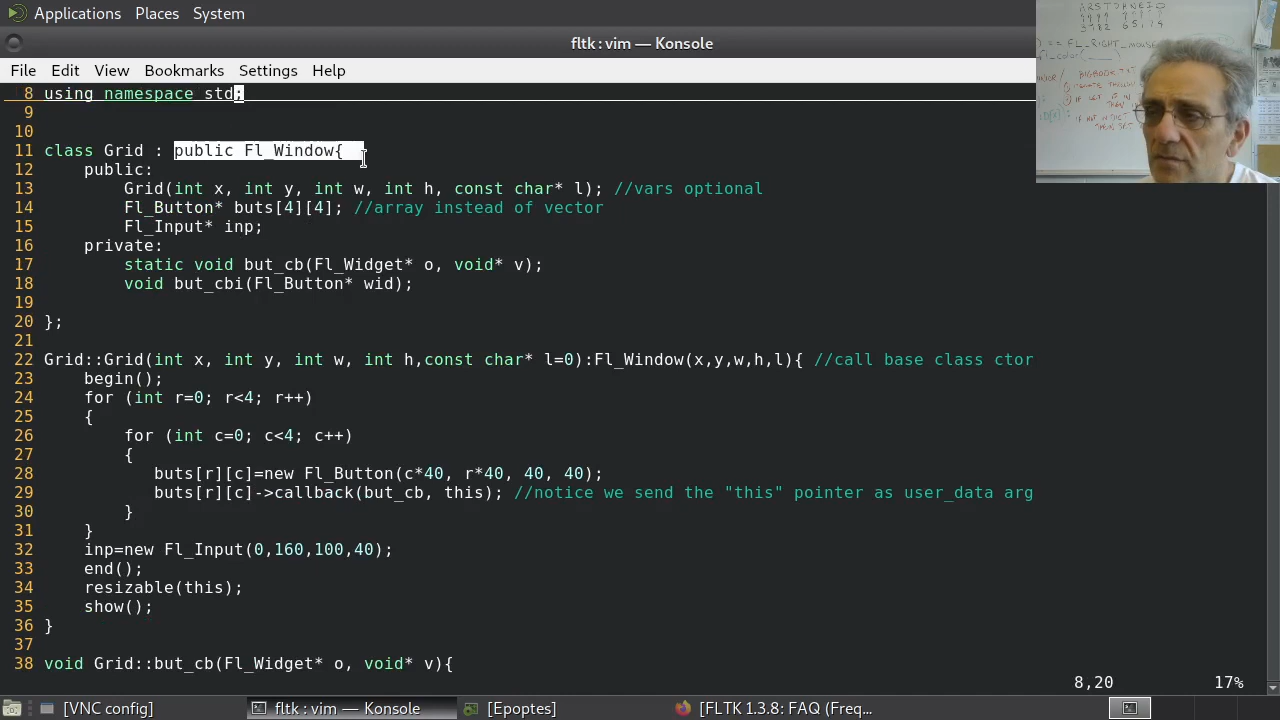 Applications Places System
fltk : vim — Konsole
File Edit View Bookmarks Settings Help
8 using namespace std;
9
10
11 class Grid : public Fl_Window{
12 public:
13 Grid(int x, int y, int w, int h, const char* l); //vars optional
14 Fl_Button* buts[4][4]; //array instead of vector
15 Fl_Input* inp;
16 private:
17 static void but_cb(Fl_Widget* o, void* v);
18 void but_cbi(Fl_Button* wid);
19
20 };
21
22 Grid::Grid(int x, int y, int w, int h,const char* l=0):Fl_Window(x,y,w,h,l){ //call base class ctor
23 begin();
24 for (int r=0; r<4; r++)
25 {
26 for (int c=0; c<4; c++)
27 {
28 buts[r][c]=new Fl_Button(c*40, r*40, 40, 40);
29 buts[r][c]->callback(but_cb, this); //notice we send the "this" pointer as user_data arg
30 }
31 }
32 inp=new Fl_Input(0,160,100,40);
33 end();
34 resizable(this);
35 show();
36 }
37
38 void Grid::but_cb(Fl_Widget* o, void* v){
8,20 17%
[VNC config] fltk : vim — Konsole [Epoptes] [FLTK 1.3.8: FAQ (Freq...
== FL_RIGHT_MOUSE
fl_color(